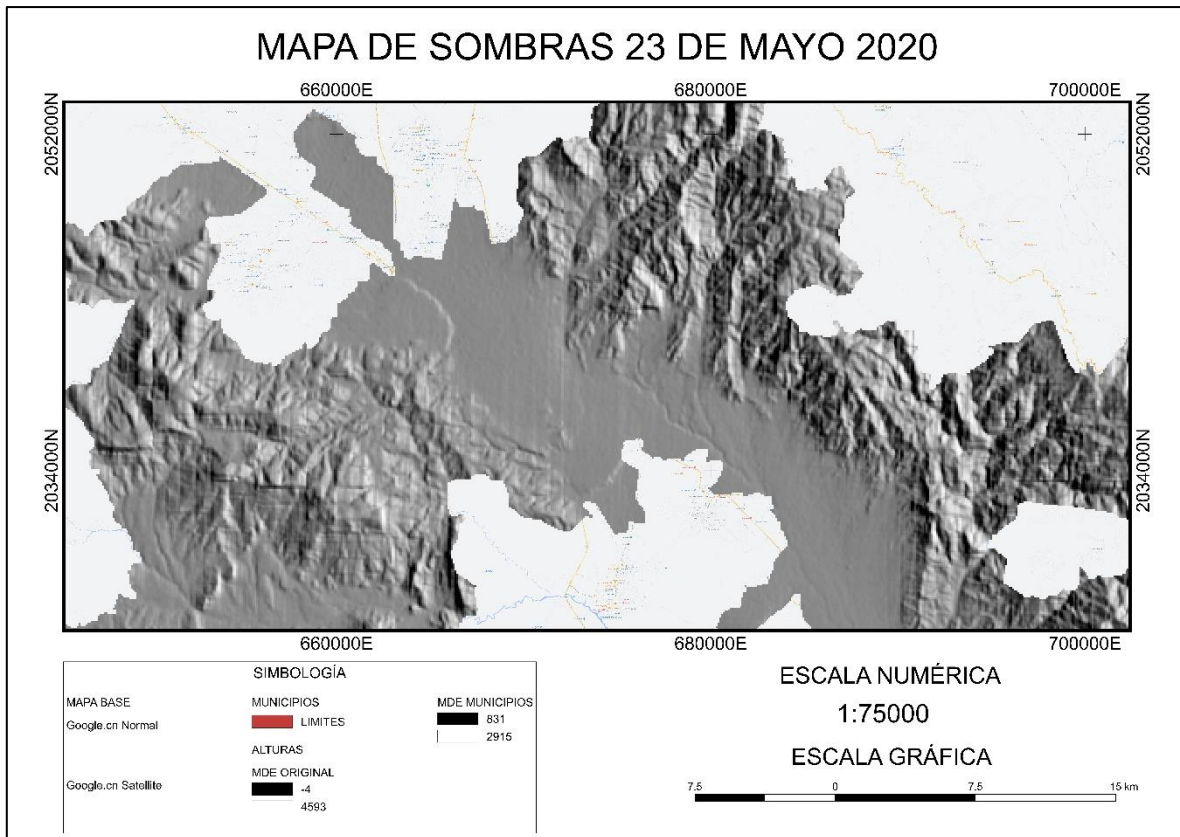 MAPA DE SOMBRAS 23 DE MAYO 2020
660000E 680000E 700000E
2052000N 2052000N
2034000N 2034000N
660000E 680000E 700000E
SIMBOLOGÍA
MAPA BASE
Google.cn Normal
Google.cn Satellite
MUNICIPIOS
LIMITES
ALTURAS
MDE ORIGINAL
-4
4593
MDE MUNICIPIOS
831
2915
ESCALA NUMÉRICA
1:75000
ESCALA GRÁFICA
7.5 0 7.5 15 km